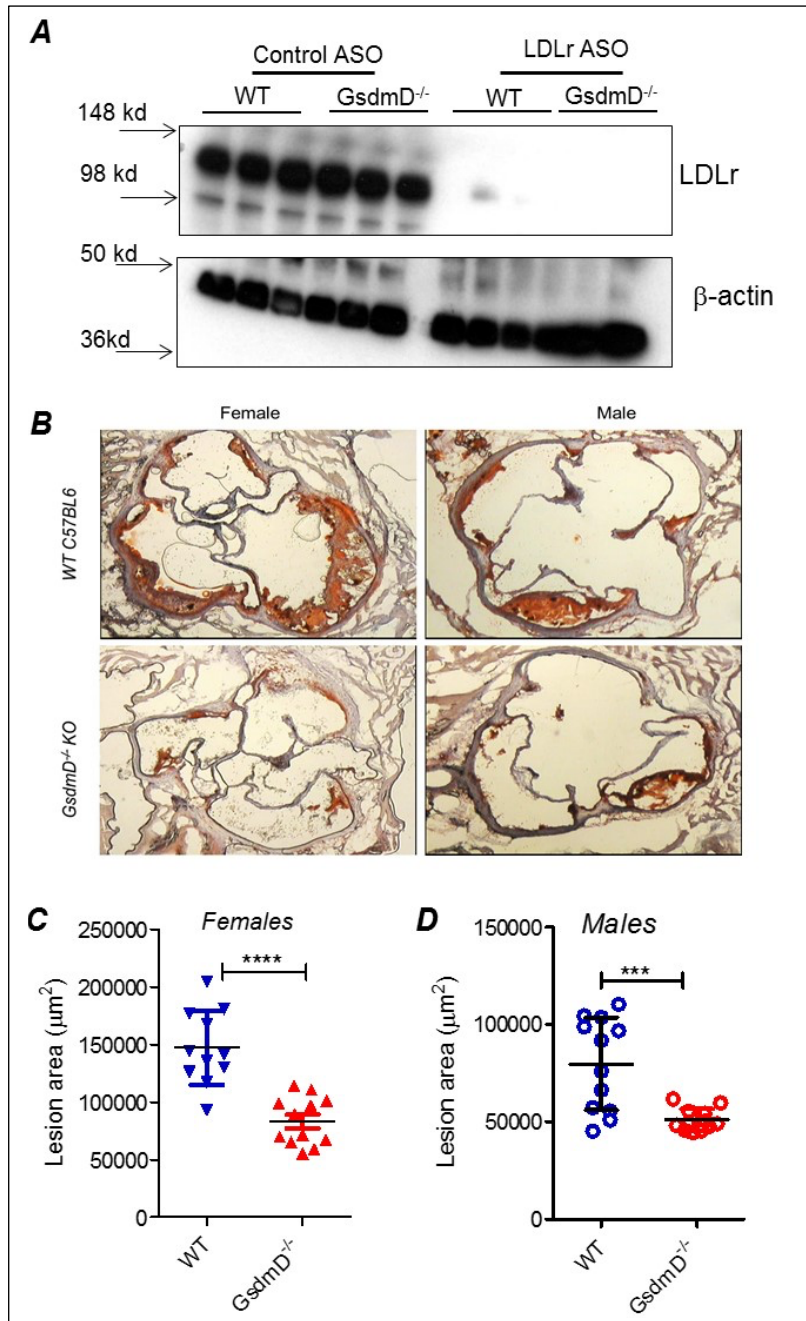 A
Control ASO LDLr ASO
WT GsdmD-/- WT GsdmD-/-
148 kd
98 kd
LDLr
50 kd
β-actin
36kd
B
Female Male
WT C57BL6
GsdmD-/- KO
C Females
250000
200000
150000
100000
50000
0
Lesion area (μm²)
****
WT
GsdmD-/-
D Males
150000
100000
50000
0
Lesion area (μm²)
***
WT
GsdmD-/-